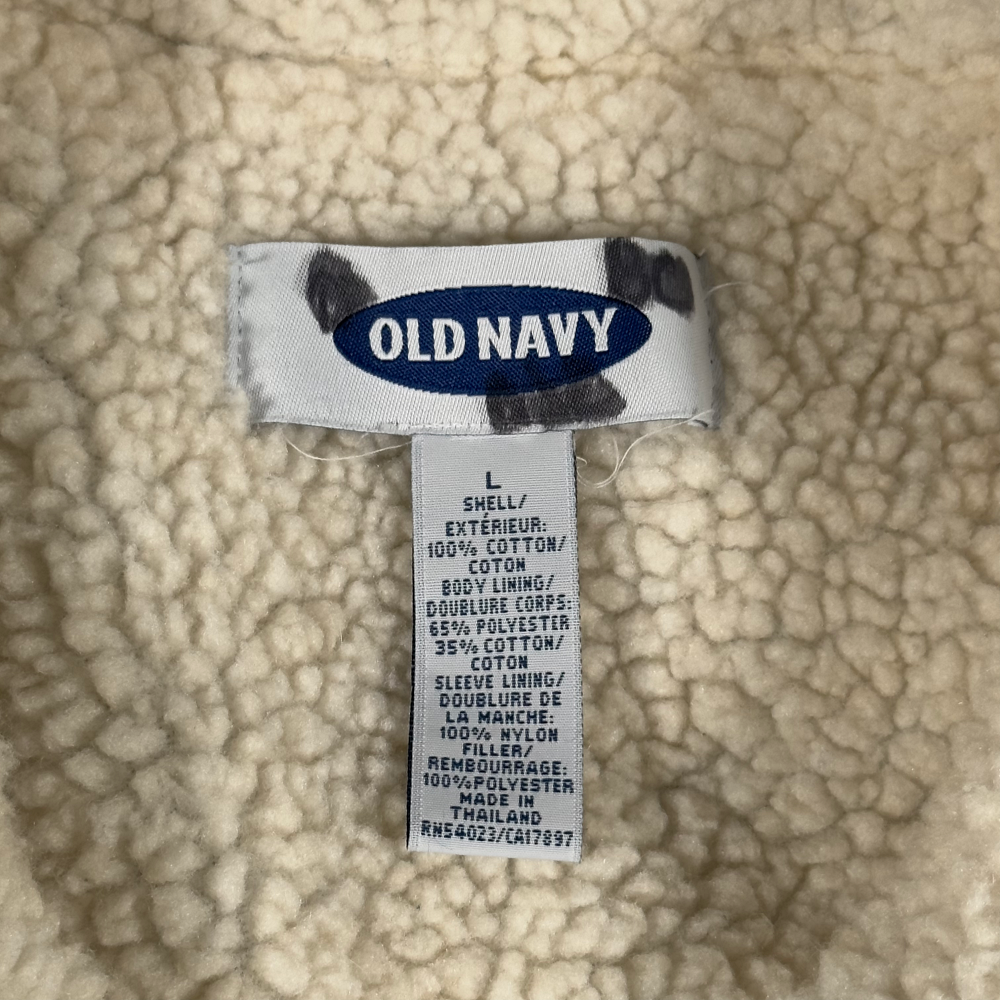 OLD NAVY
L
SHELL/
EXTÉRIEUR:
100% COTTON/
COTON
BODY LINING/
DOUBLURE CORPS:
65% POLYESTER
35% COTTON/
COTON
SLEEVE LINING/
DOUBLURE DE
LA MANCHE:
100% NYLON
FILLER/
REMBOURRAGE:
100%POLYESTER
MADE IN
THAILAND
RN54023/CA17897